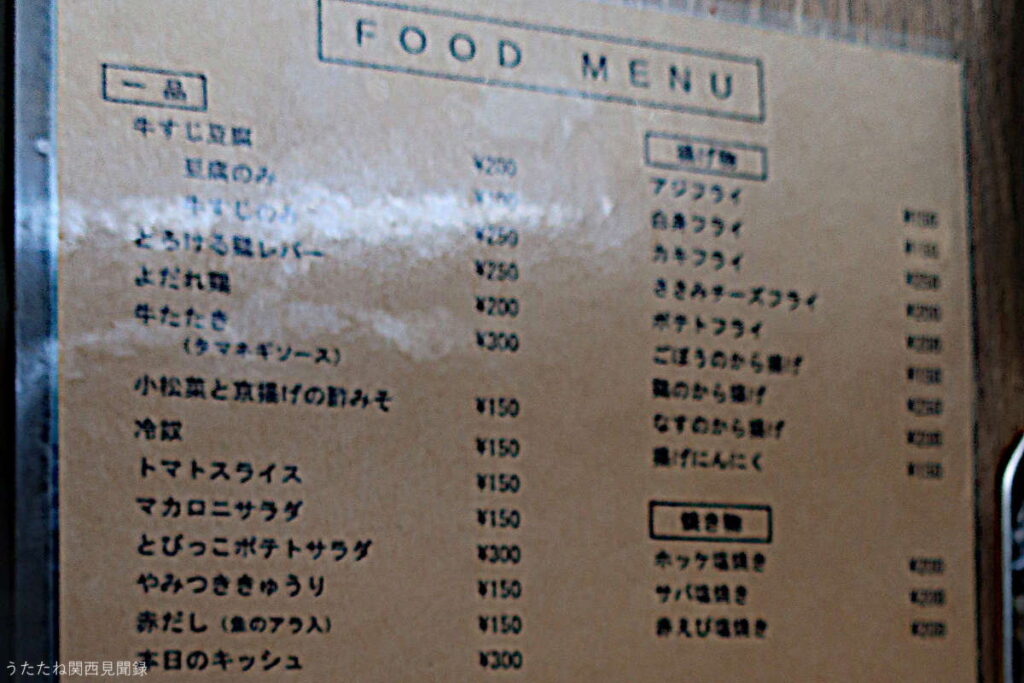 FOOD MENU
一品
牛すじ豆腐 ¥200
豆腐のみ
牛すじのみ ¥250
とろける鶏レバー ¥250
よだれ鶏 ¥200
牛たたき ¥300
(タマネギソース)
小松菜と京揚げの酢みそ ¥150
冷奴 ¥150
トマトスライス ¥150
マカロニサラダ ¥150
とびっこポテトサラダ ¥300
やみつききゅうり ¥150
赤だし(魚のアラ入) ¥150
本日のキッシュ ¥300
揚げ物
アジフライ
白身フライ
カキフライ
ささみチーズフライ
ポテトフライ
ごぼうのから揚げ
鶏のから揚げ
なすのから揚げ
揚げにんにく
焼き物
ホッケ塩焼き
サバ塩焼き
赤えび塩焼き
うたたね関西見聞録